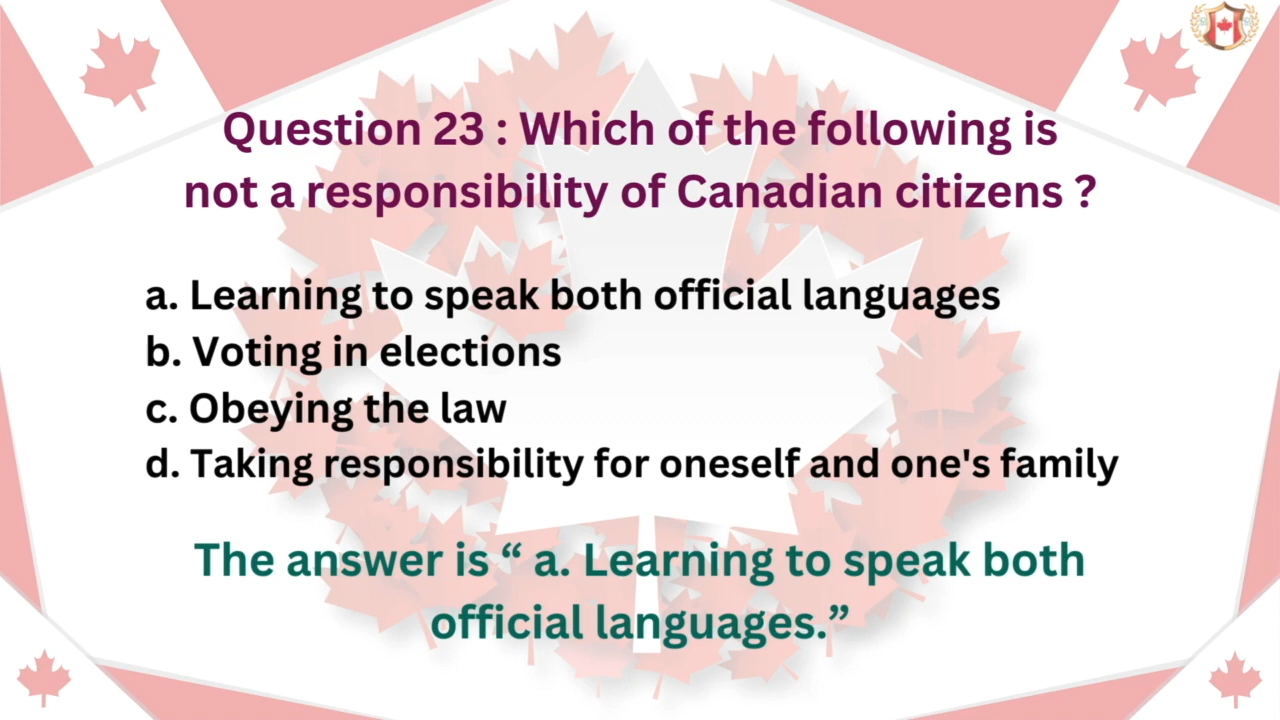 Question 23 : Which of the following is
not a responsibility of Canadian citizens ?
a. Learning to speak both official languages
b. Voting in elections
c. Obeying the law
d. Taking responsibility for oneself and one's family
The answer is “ a. Learning to speak both
official languages.”